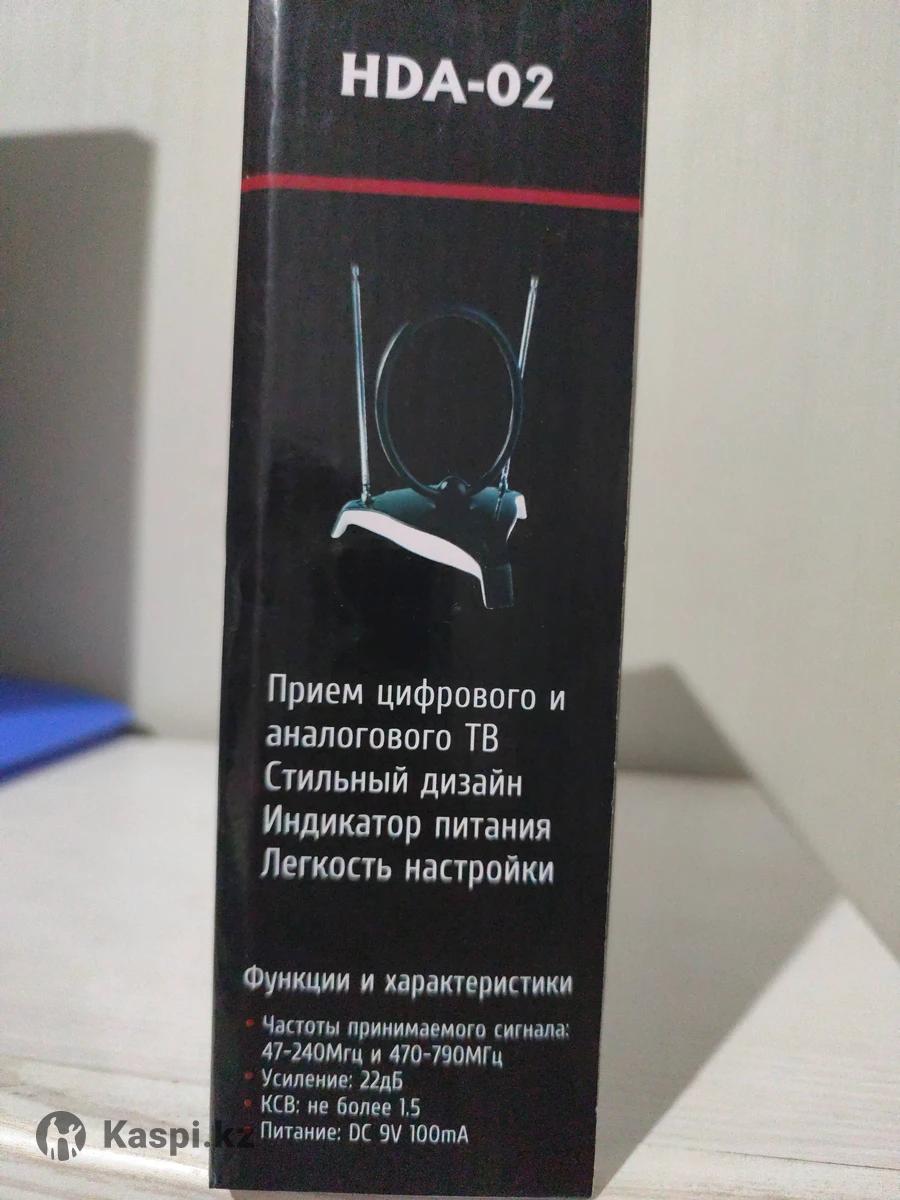 HDA-02
Прием цифрового и
аналогового ТВ
Стильный дизайн
Индикатор питания
Легкость настройки
Функции и характеристики
• Частоты принимаемого сигнала:
47-240Мгц и 470-790МГц
• Усиление: 22дБ
• КСВ: не более 1.5
• Питание: DC 9V 100mA
Kaspi.kz